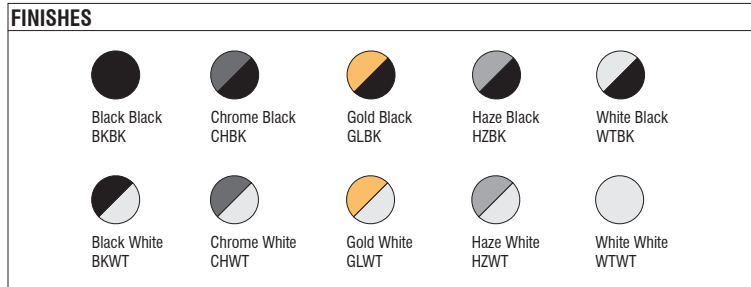 FINISHES
Black Black
BKBK
Chrome Black
CHBK
Gold Black
GLBK
Haze Black
HZBK
White Black
WTBK
Black White
BKWT
Chrome White
CHWT
Gold White
GLWT
Haze White
HZWT
White White
WTWT